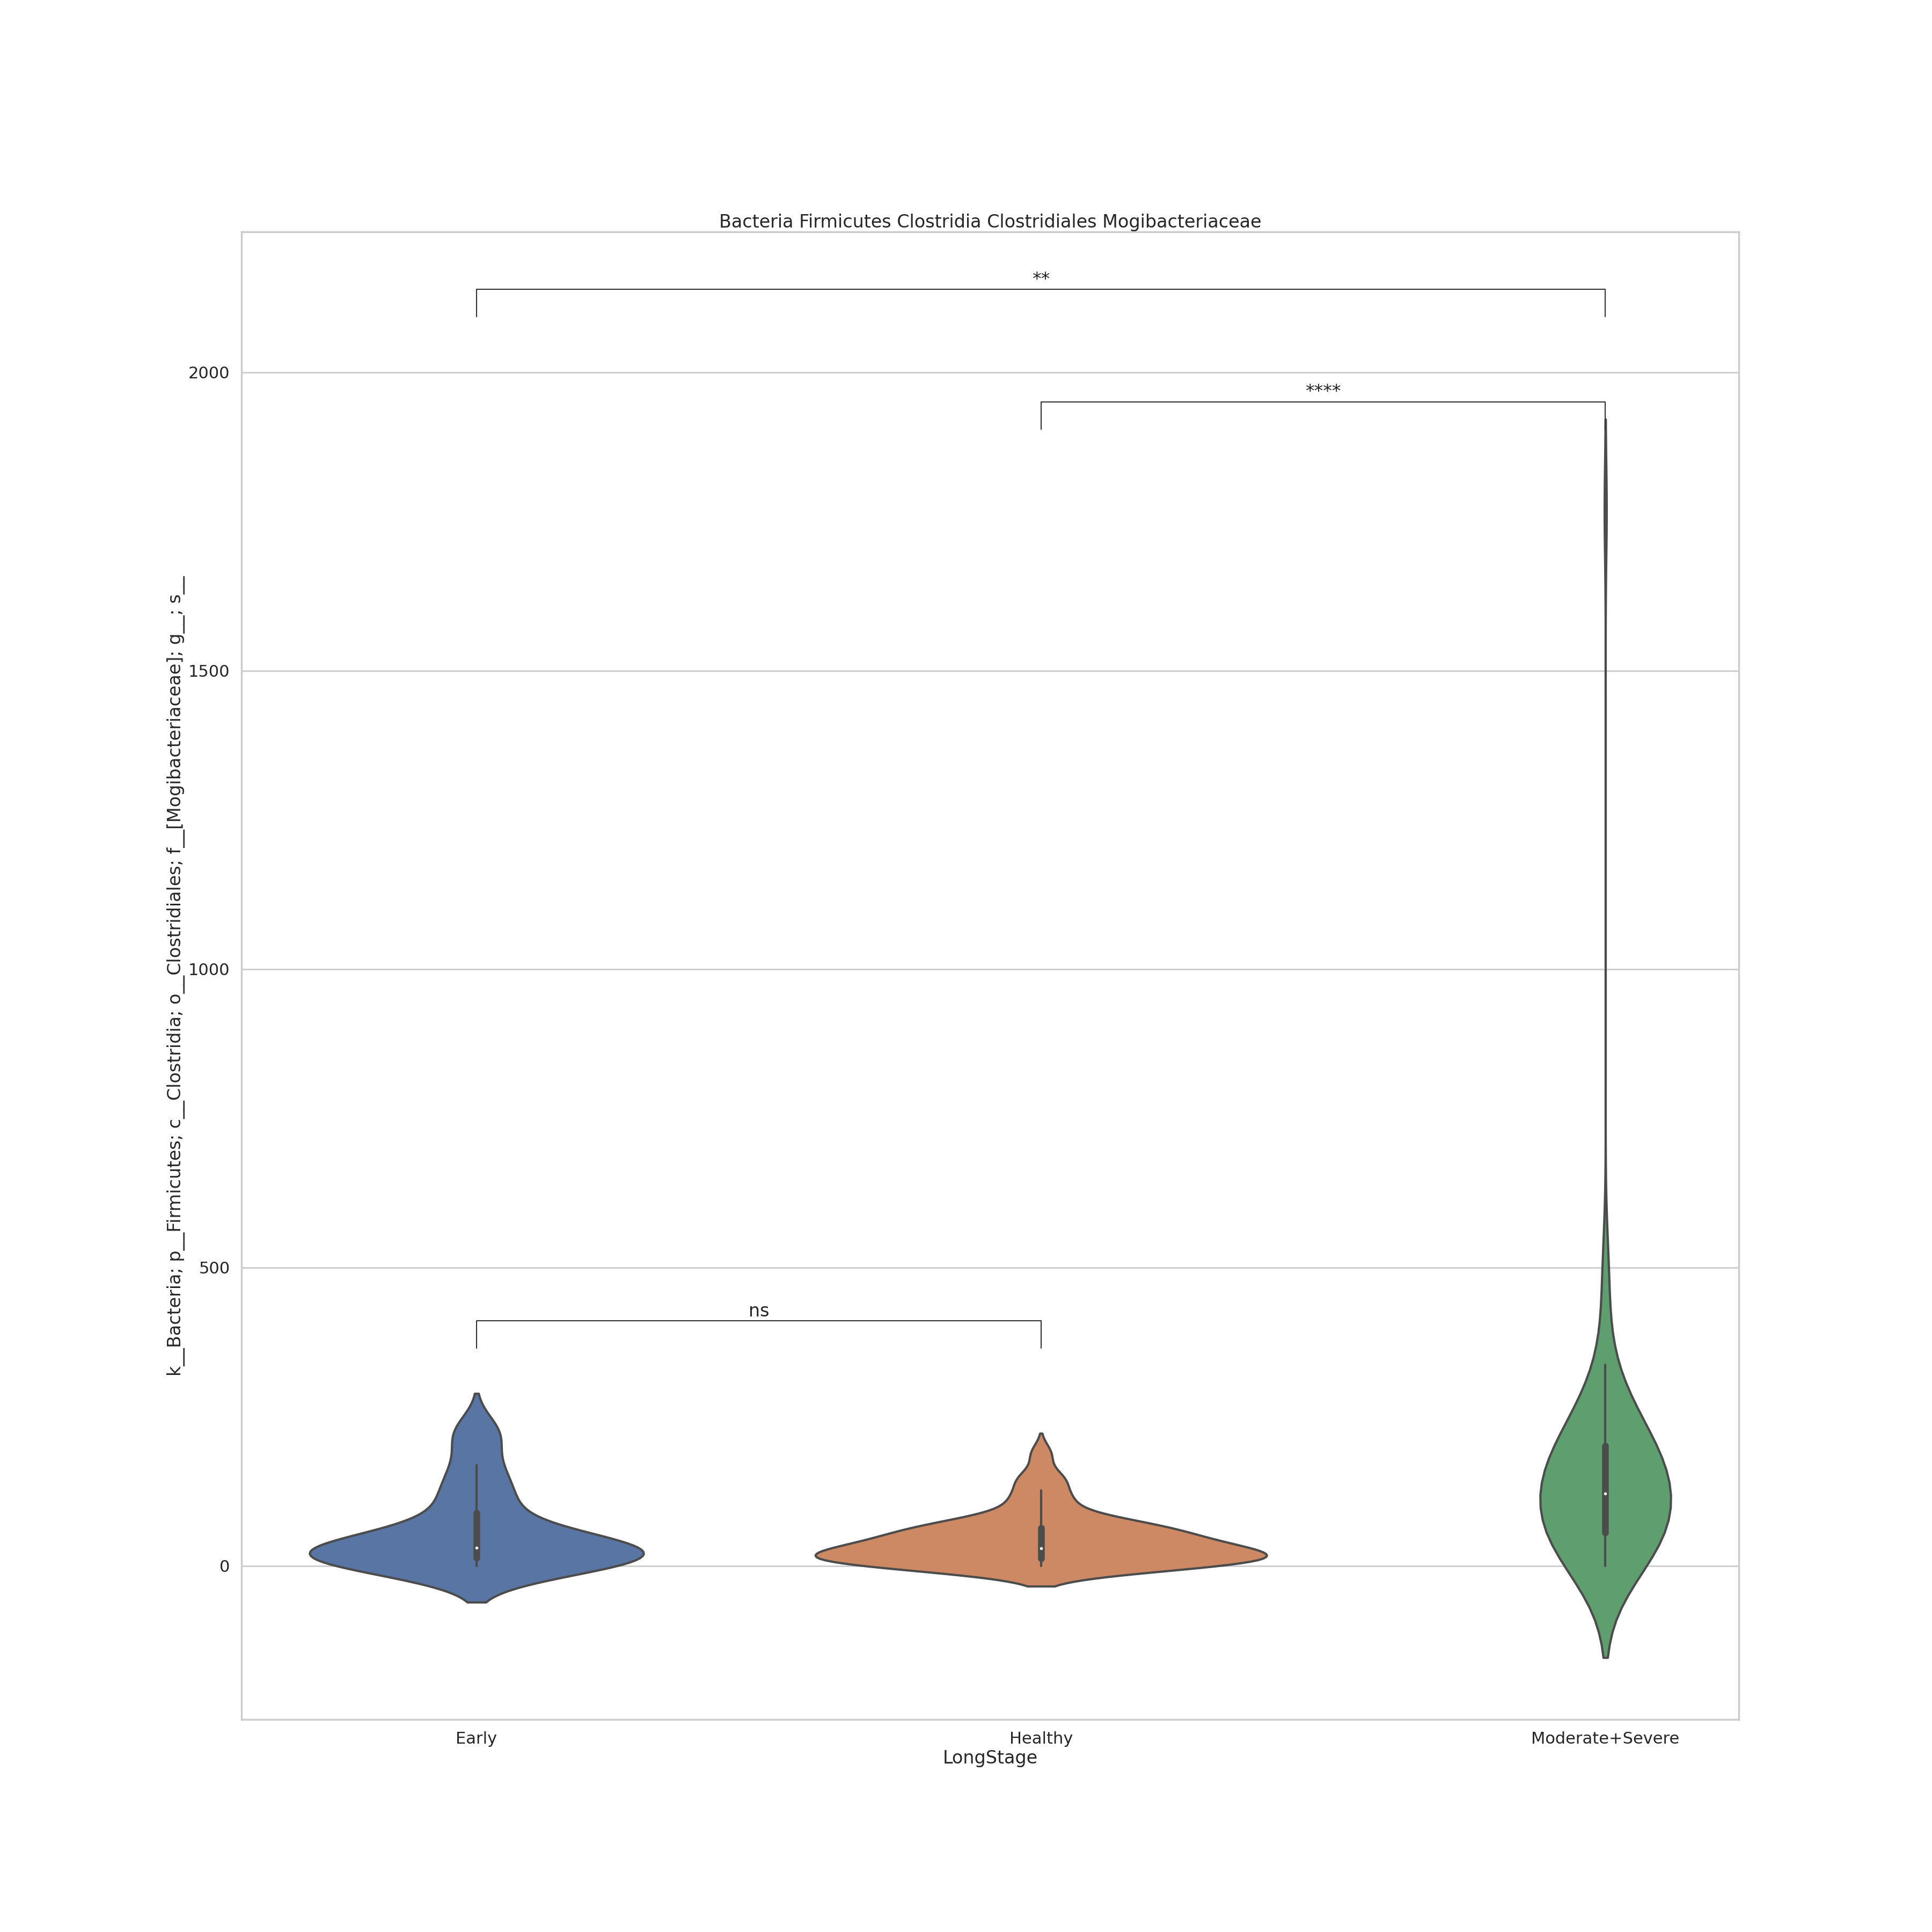 Bacteria Firmicutes Clostridia Clostridiales Mogibacteriaceae
**
2000
****
1500
k__Bacteria; p__Firmicutes; c__Clostridia; o__Clostridiales; f__[Mogibacteriaceae]; g__; s__
1000
500
ns
0
Early
Healthy
Moderate+Severe
LongStage